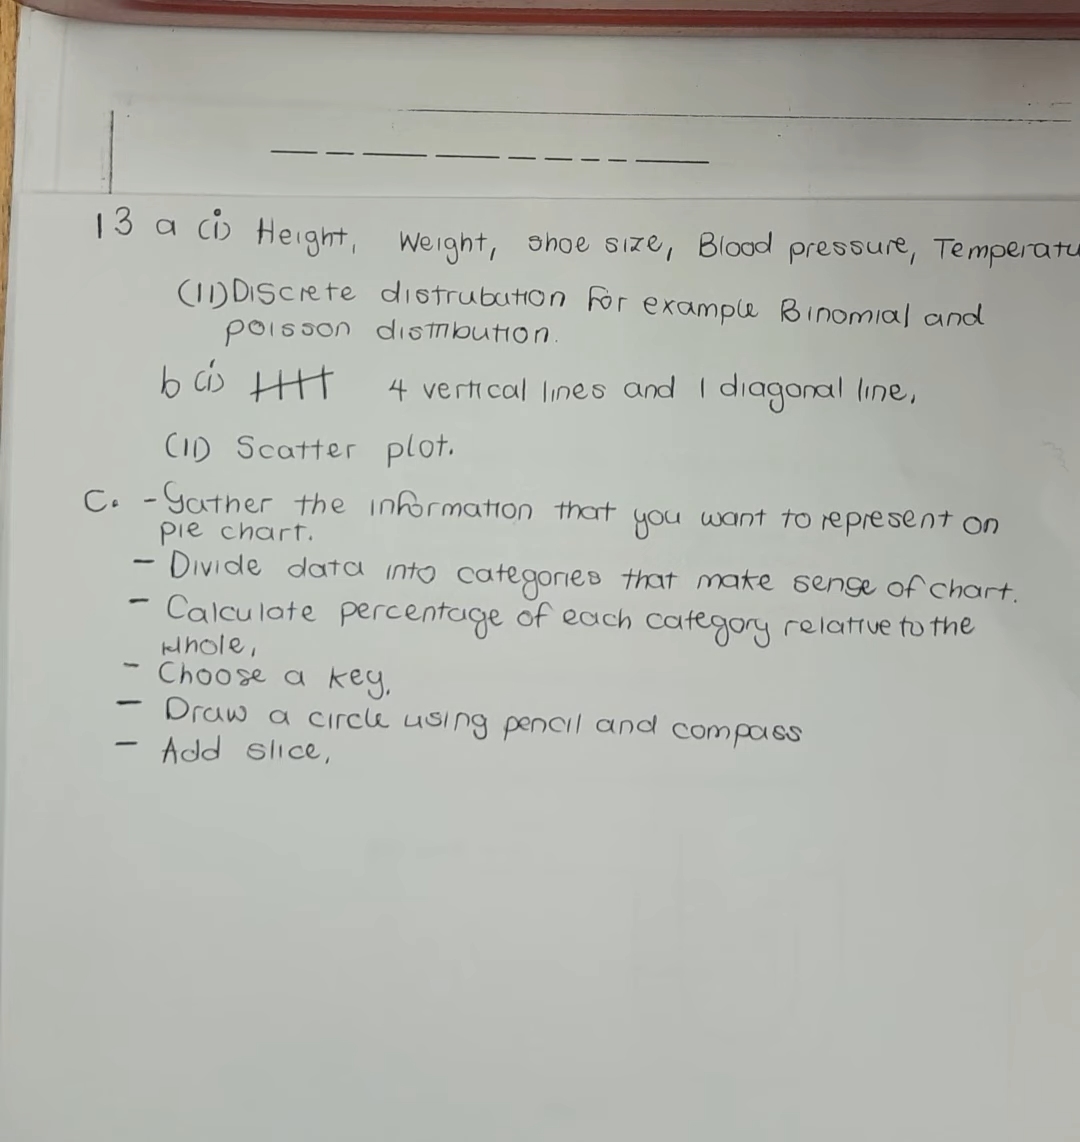 13 a (i) Height, Weight, shoe size, Blood pressure, Temperatu
(II) Discrete distrubation For example Binomial and
poisson distribution.
b (i) 4 vertical lines and 1 diagonal line,
(II) Scatter plot.
C. - Gather the information that you want to represent on
pie chart.
- Divide data into categories that make sense of chart.
- Calculate percentage of each category relative to the
whole,
- Choose a key,
- Draw a circle using pencil and compass
- Add slice,